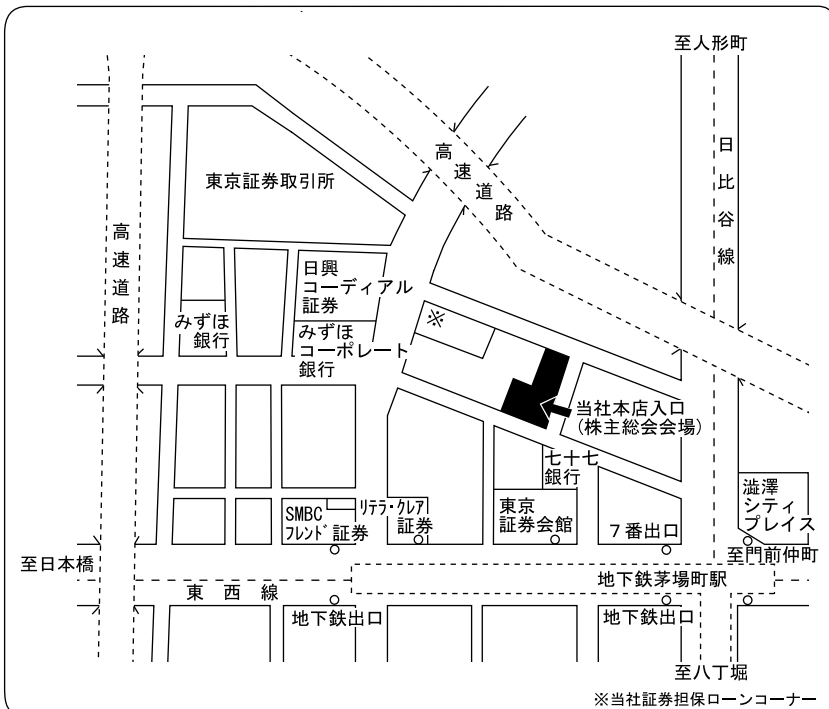 至人形町
日比谷線
高速道路
東京証券取引所
高速道路
日興
コーディアル
証券
みずほ
銀行
みずほ
コーポレート
銀行
※
当社本店入口
(株主総会会場)
七十七
銀行
澁澤
シティ
プレイス
SMBC
フレンド証券
リテラ・クレア
証券
東京
証券会館
7番出口
至日本橋
至門前仲町
東西線
地下鉄茅場町駅
地下鉄出口
地下鉄出口
至八丁堀
※当社証券担保ローンコーナー